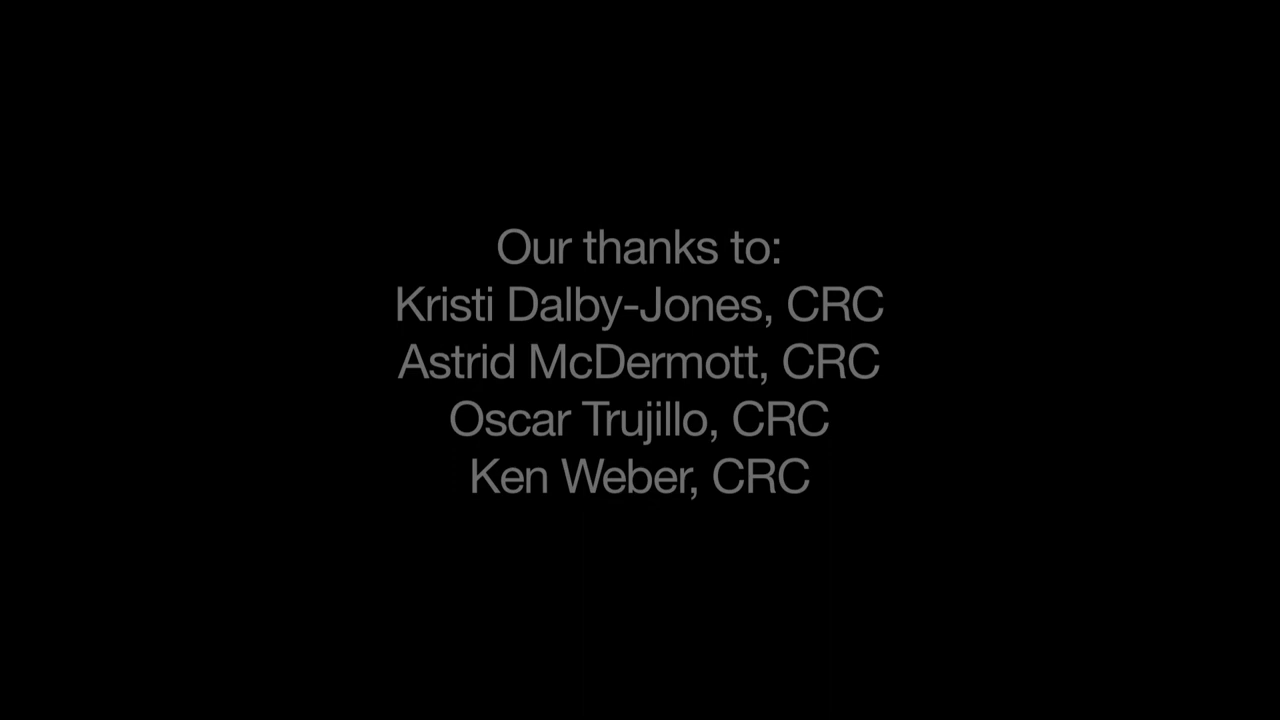 Our thanks to:
Kristi Dalby-Jones, CRC
Astrid McDermott, CRC
Oscar Trujillo, CRC
Ken Weber, CRC